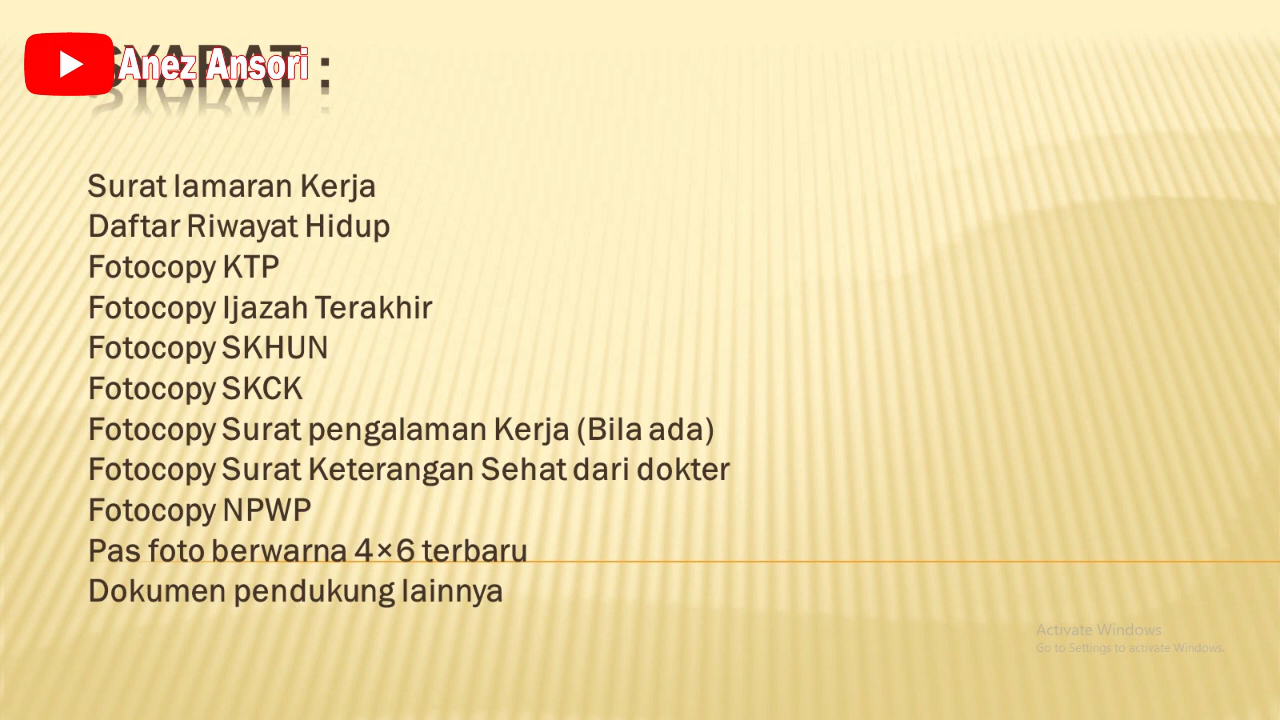 SYARAT :
Anez Ansori
Surat lamaran Kerja
Daftar Riwayat Hidup
Fotocopy KTP
Fotocopy Ijazah Terakhir
Fotocopy SKHUN
Fotocopy SKCK
Fotocopy Surat pengalaman Kerja (Bila ada)
Fotocopy Surat Keterangan Sehat dari dokter
Fotocopy NPWP
Pas foto berwarna 4×6 terbaru
Dokumen pendukung lainnya
Activate Windows
Go to Settings to activate Windows.